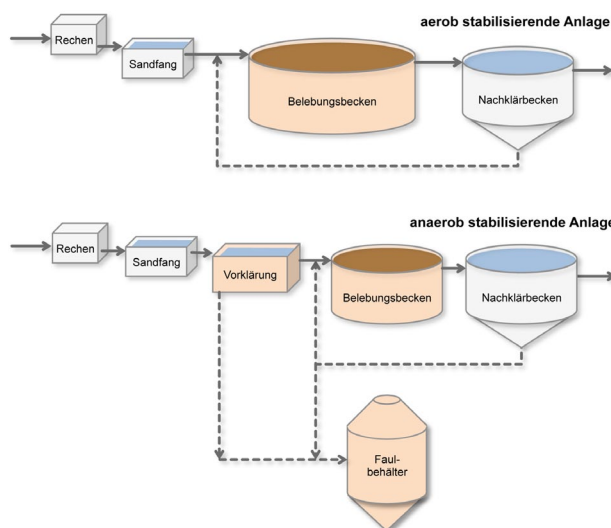 aerob stabilisierende Anlage
Rechen
Sandfang
Belebungsbecken
Nachklärbecken
anaerob stabilisierende Anlage
Rechen
Sandfang
Vorklärung
Belebungsbecken
Nachklärbecken
Faul-
behälter